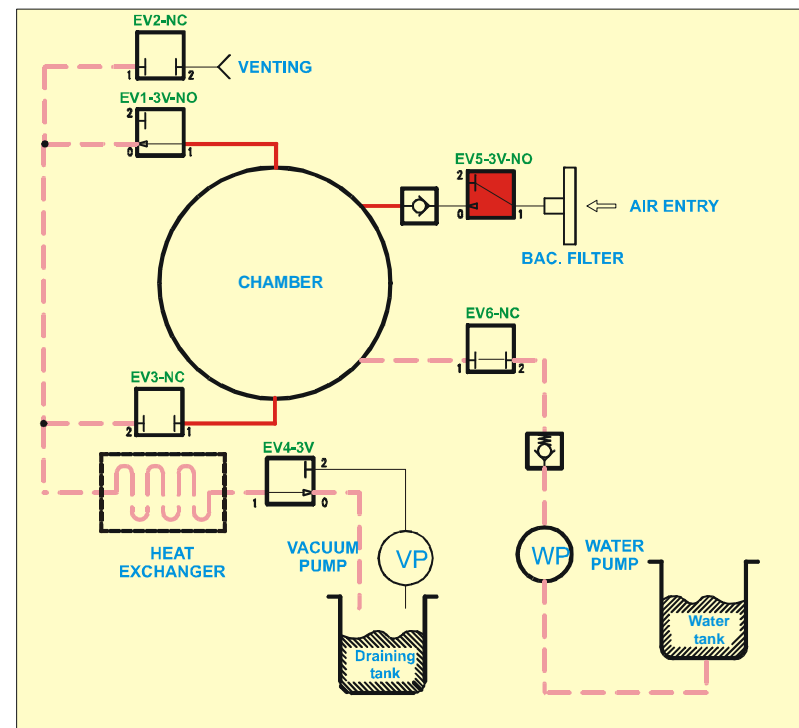 EV2-NC
1 2
VENTING
EV1-3V-NO
2
0 1
EV5-3V-NO
2
0 1
AIR ENTRY
BAC. FILTER
CHAMBER
EV6-NC
1 2
EV3-NC
2 1
EV4-3V
2
1 0
HEAT
EXCHANGER
VACUUM
PUMP
VP
WP
WATER
PUMP
Water
tank
Draining
tank